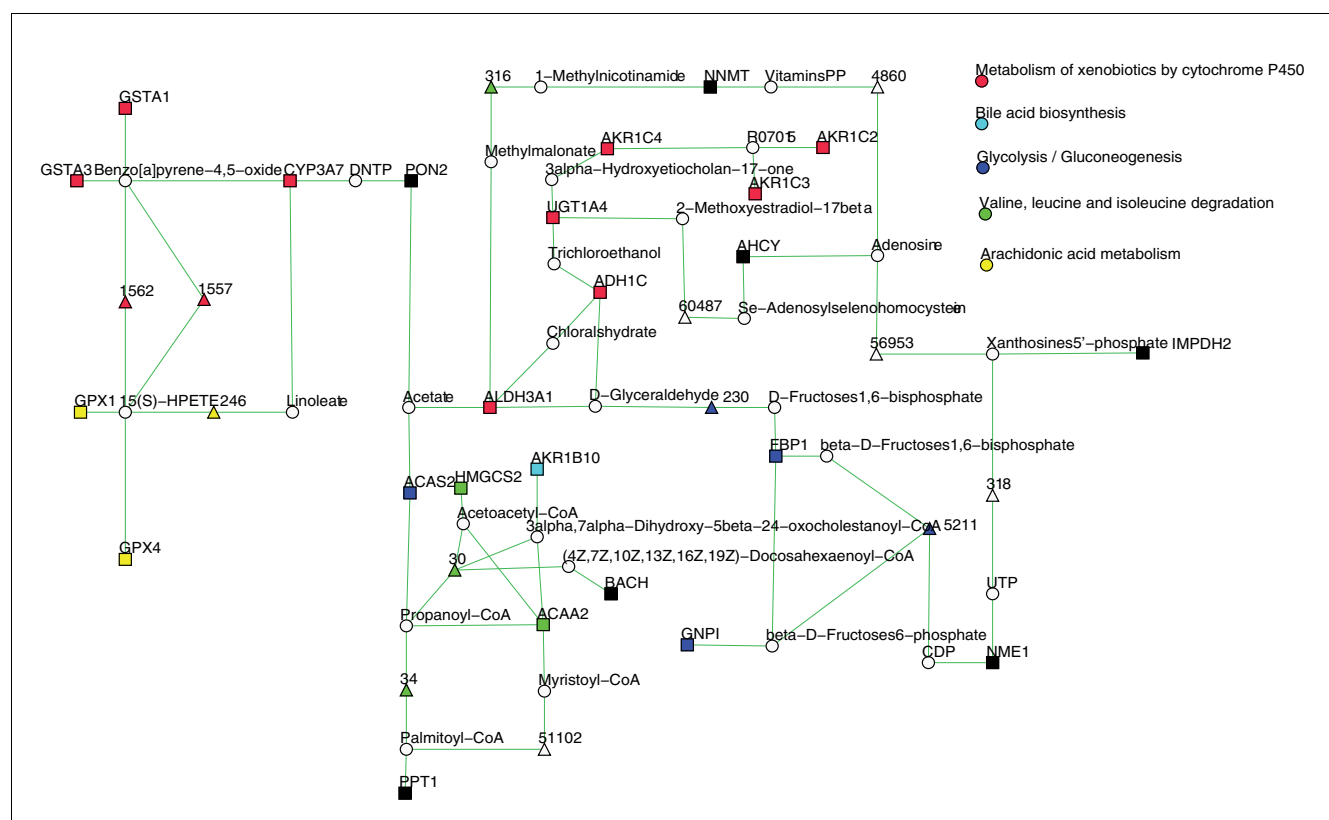 316
1-Methylnicotinamide
NNMT
VitaminsPP
4860
Metabolism of xenobiotics by cytochrome P450
GSTA1
Bile acid biosynthesis
AKR1C4
R07015
AKR1C2
Methylmalonate
Glycolysis / Gluconeogenesis
GSTA3
Benzo[a]pyrene-4,5-oxide
CYP3A7
DNTP
PON2
3alpha-Hydroxyetiocholan-17-one
AKR1C3
Valine, leucine and isoleucine degradation
UGT1A4
2-Methoxyestradiol-17beta
Trichloroethanol
AHCY
Adenosine
Arachidonic acid metabolism
ADH1C
1562
1557
60487
Se-Adenosylselenohomocystein
Chloralshydrate
56953
Xanthosines5'-phosphate
IMPDH2
GPX1
15(S)-HPETE
246
Linoleate
Acetate
ALDH3A1
D-Glyceraldehyde
230
D-Fructoses1,6-bisphosphate
FBP1
beta-D-Fructoses1,6-bisphosphate
AKR1B10
ACAS2
HMGCS2
318
Acetoacetyl-CoA
3alpha,7alpha-Dihydroxy-5beta-24-oxocholestanoyl-CoA
5211
GPX4
30
(4Z,7Z,10Z,13Z,16Z,19Z)-Docosahexaenoyl-CoA
BACH
UTP
Propanoyl-CoA
ACAA2
GNPI
beta-D-Fructoses6-phosphate
CDP
NME1
34
Myristoyl-CoA
Palmitoyl-CoA
51102
PPT1